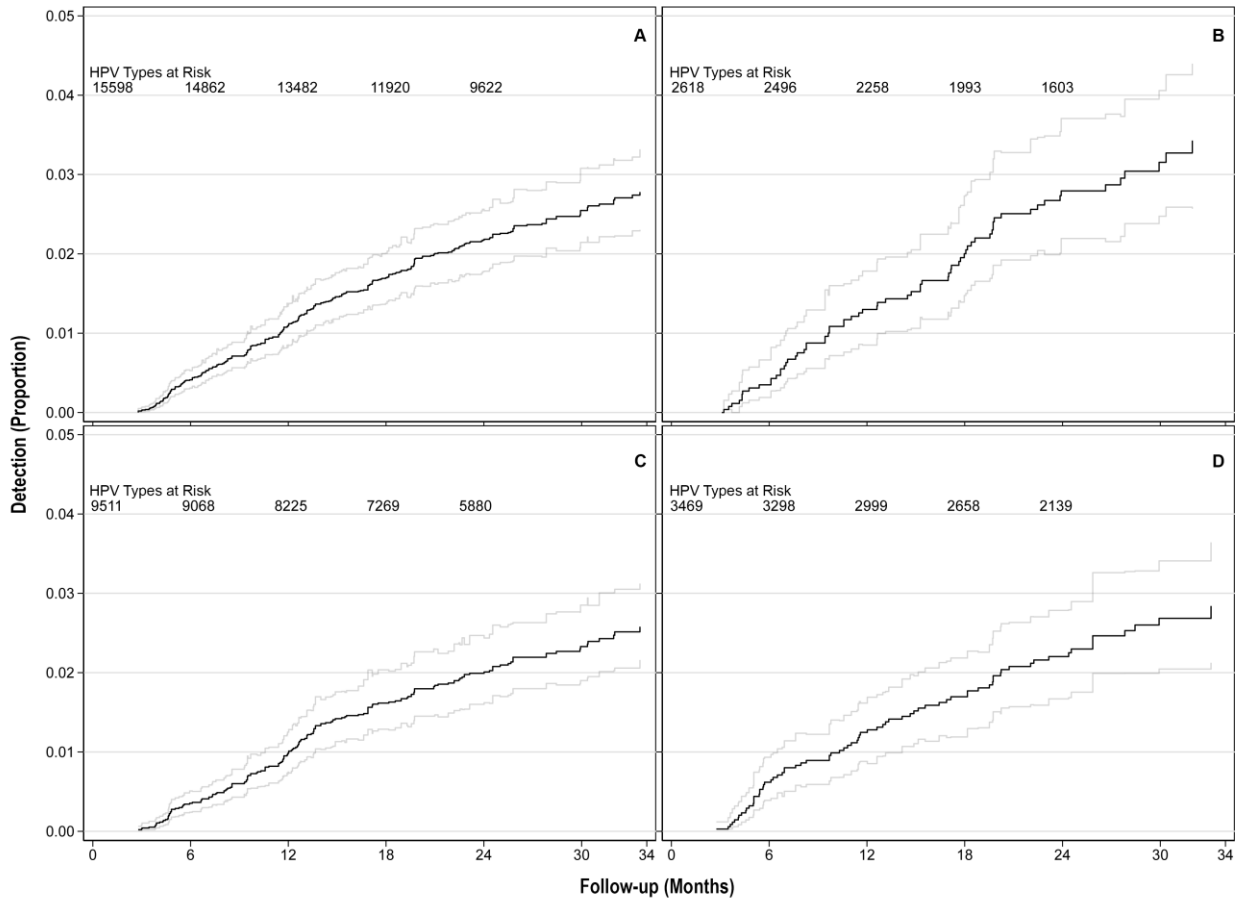 0.05
A
B
HPV Types at Risk
HPV Types at Risk
15598 14862 13482 11920 9622
2618 2496 2258 1993 1603
0.04
0.03
0.02
0.01
0.00
Detection (Proportion)
0.05
C
D
HPV Types at Risk
HPV Types at Risk
9511 9068 8225 7269 5880
3469 3298 2999 2658 2139
0.04
0.03
0.02
0.01
0.00
0 6 12 18 24 30 34
0 6 12 18 24 30 34
Follow-up (Months)